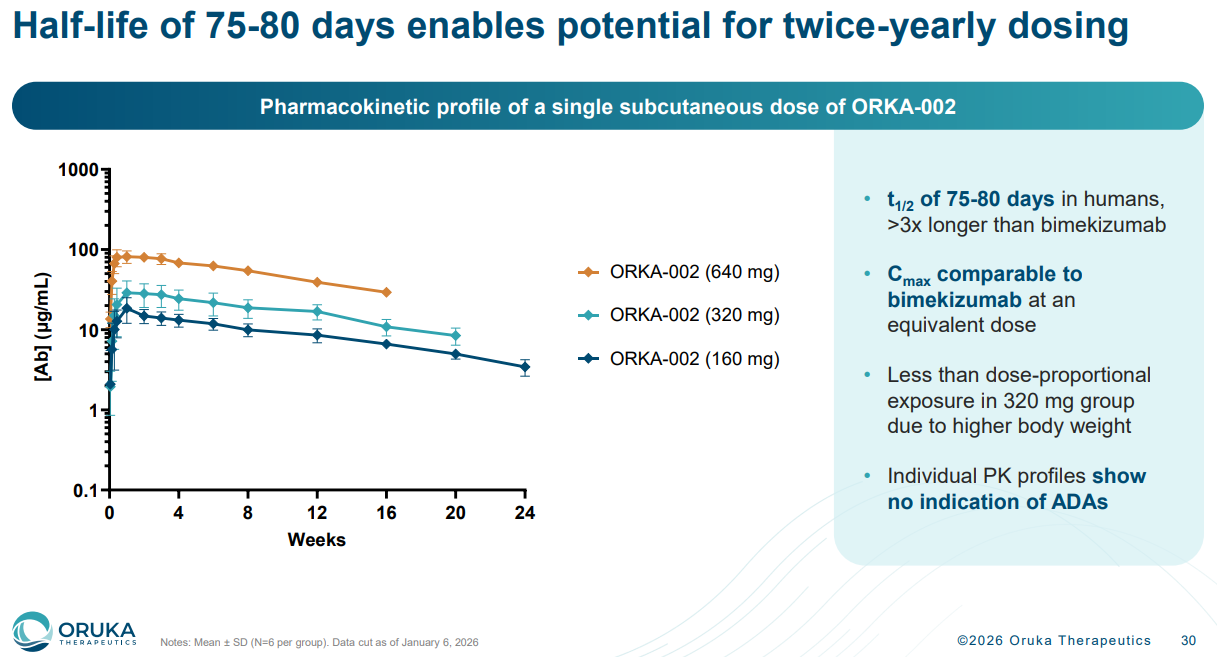 Half-life of 75-80 days enables potential for twice-yearly dosing
Pharmacokinetic profile of a single subcutaneous dose of ORKA-002
1000
100
10
1
0.1
[Ab] (µg/mL)
0 4 8 12 16 20 24
Weeks
ORKA-002 (640 mg)
ORKA-002 (320 mg)
ORKA-002 (160 mg)
• t1/2 of 75-80 days in humans,
>3x longer than bimekizumab
• Cmax comparable to
bimekizumab at an
equivalent dose
• Less than dose-proportional
exposure in 320 mg group
due to higher body weight
• Individual PK profiles show
no indication of ADAs
ORUKA
THERAPEUTICS
Notes: Mean ± SD (N=6 per group). Data cut as of January 6, 2026
©2026 Oruka Therapeutics
30